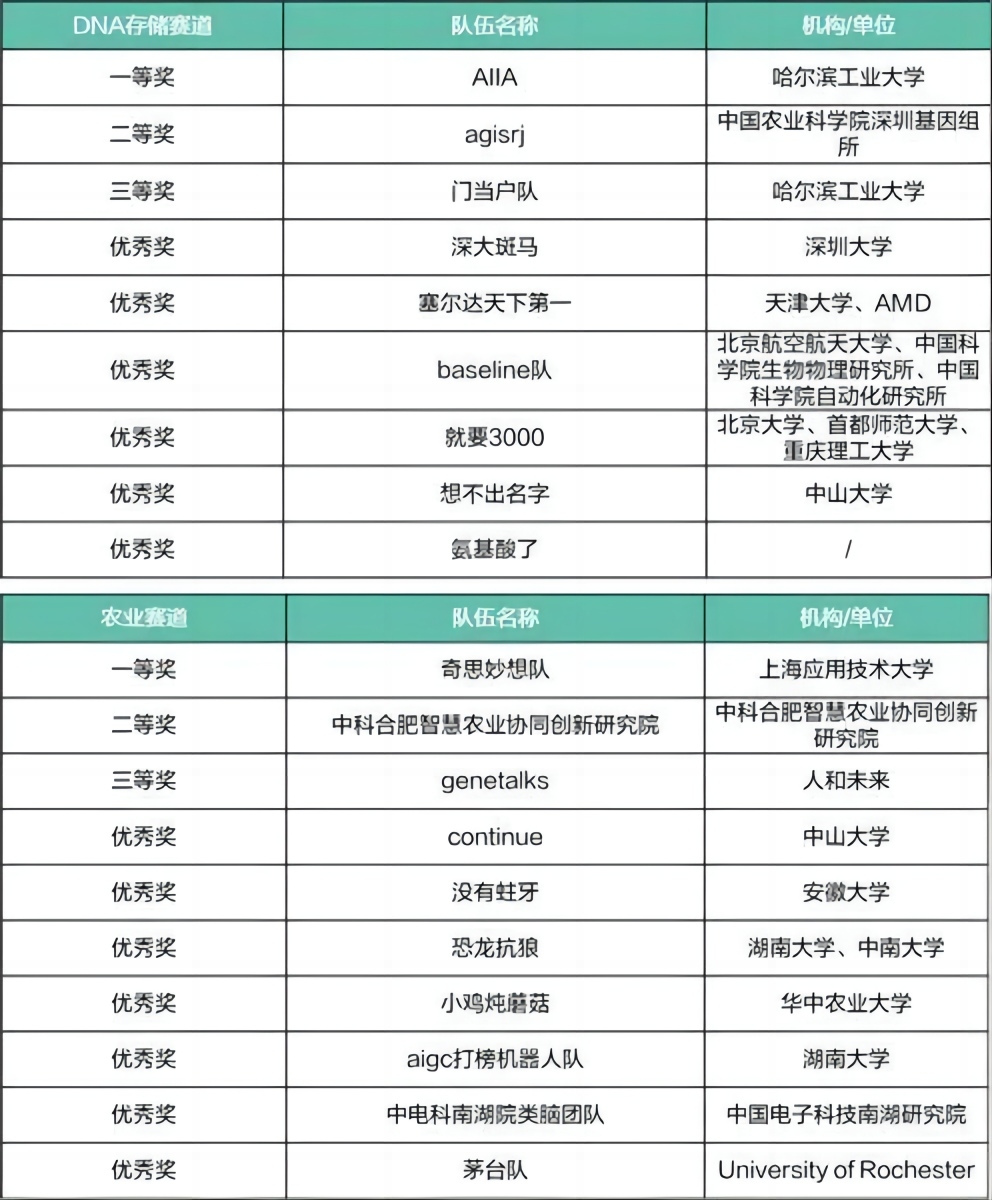 DNA存储赛道 队伍名称 机构/单位
一等奖 AIIA 哈尔滨工业大学
二等奖 agisrj 中国农业科学院深圳基因组
所
三等奖 门当户队 哈尔滨工业大学
优秀奖 深大斑马 深圳大学
优秀奖 塞尔达天下第一 天津大学、AMD
优秀奖 baseline队 北京航空航天大学、中国科
学院生物物理研究所、中国
科学院自动化研究所
优秀奖 就要3000 北京大学、首都师范大学、
重庆理工大学
优秀奖 想不出名字 中山大学
优秀奖 氨基酸了 /
农业赛道 队伍名称 机构/单位
一等奖 奇思妙想队 上海应用技术大学
二等奖 中科合肥智慧农业协同创新研究院 中科合肥智慧农业协同创新
研究院
三等奖 genetalks 人和未来
优秀奖 continue 中山大学
优秀奖 没有蛀牙 安徽大学
优秀奖 恐龙抗狼 湖南大学、中南大学
优秀奖 小鸡炖蘑菇 华中农业大学
优秀奖 aigc打榜机器人队 湖南大学
优秀奖 中电科南湖院类脑团队 中国电子科技南湖研究院
优秀奖 茅台队 University of Rochester